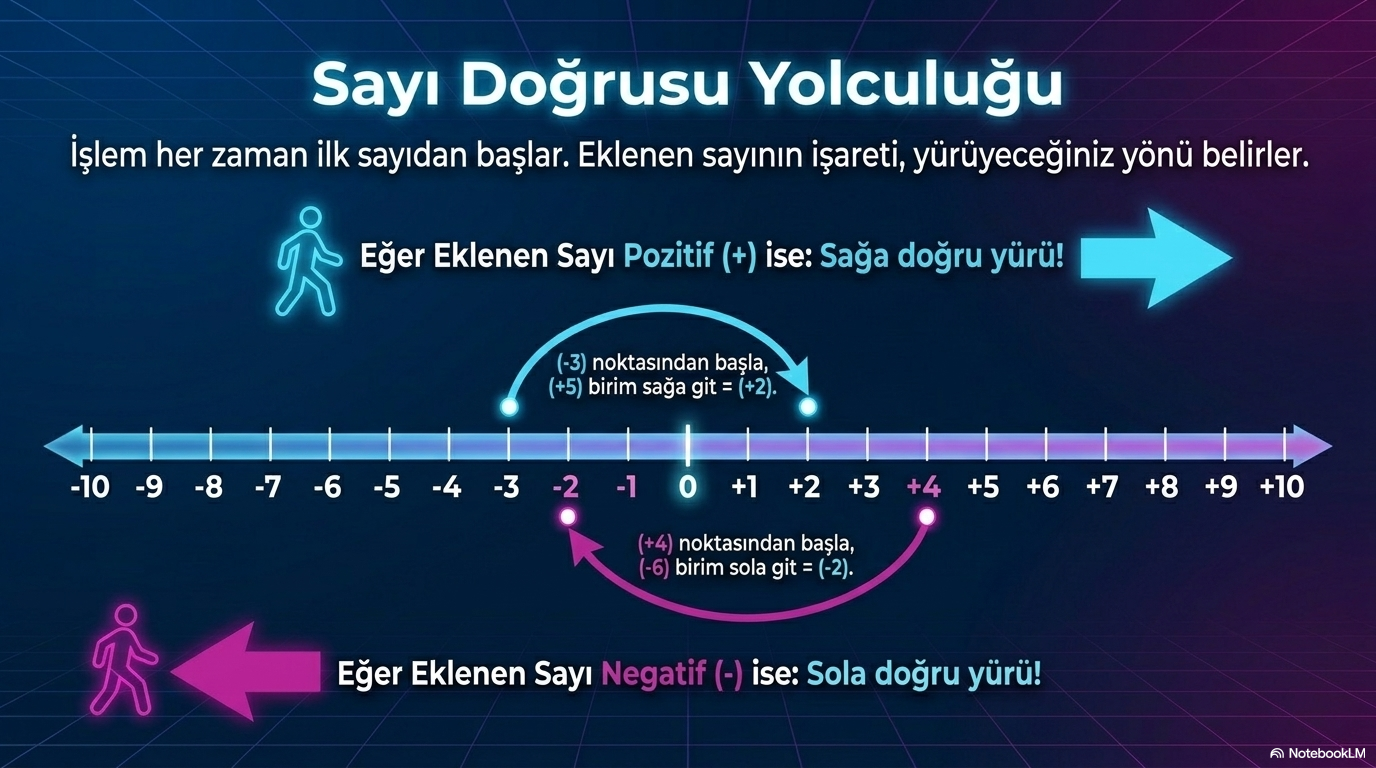 Sayı Doğrusu Yolculuğu
İşlem her zaman ilk sayıdan başlar. Eklenen sayının işareti, yürüyeceğiniz yönü belirler.
Eğer Eklenen Sayı Pozitif (+) ise: Sağa doğru yürü!
(-3) noktasından başla,
(+5) birim sağa git = (+2).
-10 -9 -8 -7 -6 -5 -4 -3 -2 -1 0 +1 +2 +3 +4 +5 +6 +7 +8 +9 +10
(+4) noktasından başla,
(-6) birim sola git = (-2).
Eğer Eklenen Sayı Negatif (-) ise: Sola doğru yürü!
NotebookLM